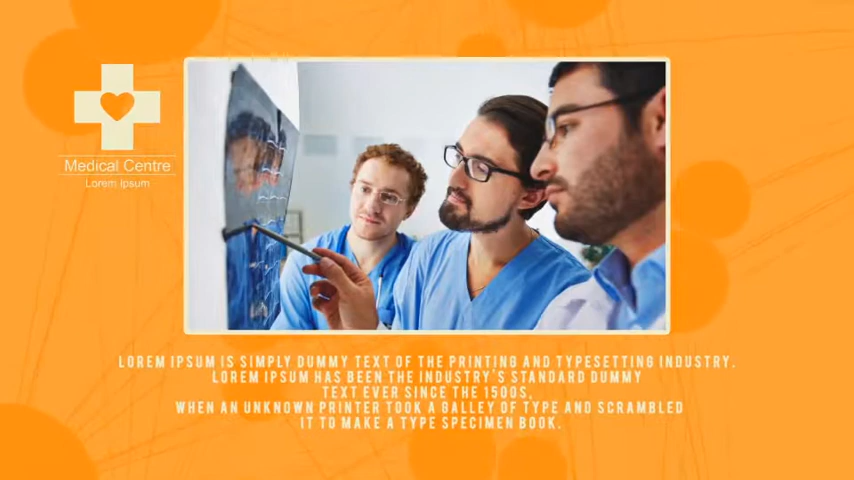 Medical Centre
Lorem Ipsum
LOREM IPSUM IS SIMPLY DUMMY TEXT OF THE PRINTING AND TYPESETTING INDUSTRY.
LOREM IPSUM HAS BEEN THE INDUSTRY'S STANDARD DUMMY
TEXT EVER SINCE THE 1500S,
WHEN AN UNKNOWN PRINTER TOOK A GALLEY OF TYPE AND SCRAMBLED
IT TO MAKE A TYPE SPECIMEN BOOK.